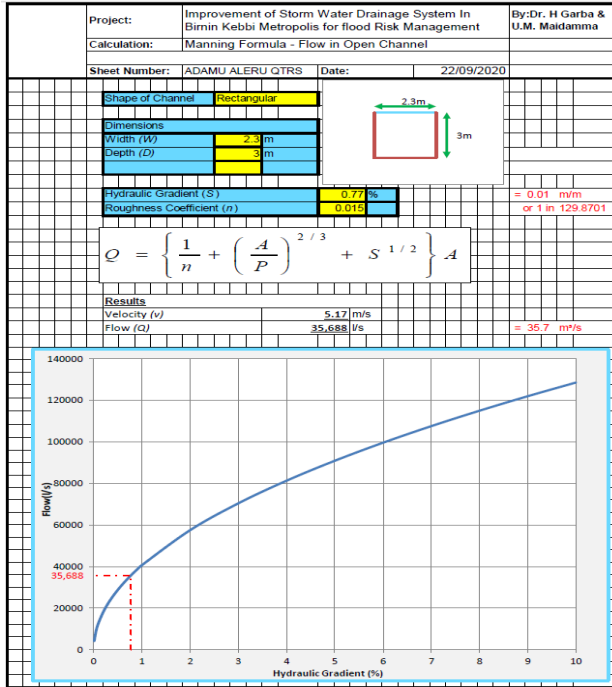 Project: Improvement of Storm Water Drainage System In By:Dr. H Garba &
Birnin Kebbi Metropolis for flood Risk Management U.M. Maidamma
Calculation: Manning Formula - Flow in Open Channel
Sheet Number: ADAMU ALERU QTRS Date: 22/09/2020
Shape of Channel Rectangular
2.3m
3m
Dimensions
Width (W) 2.3 m
Depth (D) 3 m
Hydraulic Gradient (S) 0.77 % = 0.01 m/m
Roughness Coefficient (n) 0.015 or 1 in 129.8701
Q = { 1/n + (A/P)^2/3 + S^1/2 } A
Results
Velocity (v) 5.17 m/s
Flow (Q) 35,688 l/s = 35.7 m³/s
140000
120000
100000
80000
60000
40000
35,688
20000
0
Flow(l/s)
0 1 2 3 4 5 6 7 8 9 10
Hydraulic Gradient (%)